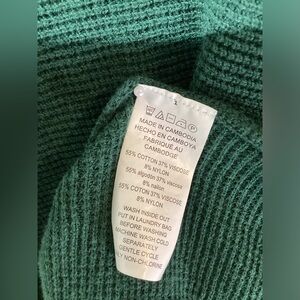 MADE IN CAMBODIA
HECHO EN CAMBOYA
FABRIQUÉ AU
CAMBODGE
55% COTTON 37% VISCOSE
8% NYLON
55% algodón 37% viscosa
8% nailon
55% COTON 37% VISCOSE
8% NYLON
WASH INSIDE OUT
PUT IN LAUNDRY BAG
BEFORE WASHING
MACHINE WASH COLD
SEPARATELY
GENTLE CYCLE
LY NON-CHLORINE